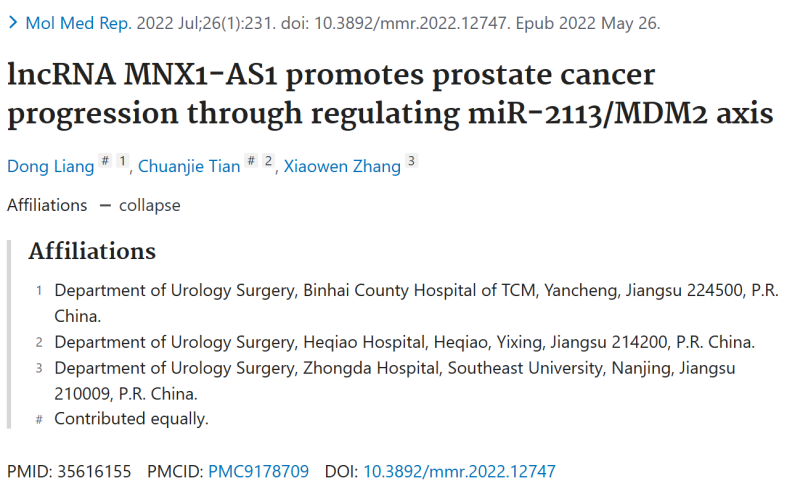 > Mol Med Rep. 2022 Jul;26(1):231. doi: 10.3892/mmr.2022.12747. Epub 2022 May 26.
lncRNA MNX1-AS1 promotes prostate cancer
progression through regulating miR-2113/MDM2 axis
Dong Liang # 1, Chuanjie Tian # 2, Xiaowen Zhang 3
Affiliations — collapse
Affiliations
1 Department of Urology Surgery, Binhai County Hospital of TCM, Yancheng, Jiangsu 224500, P.R.
China.
2 Department of Urology Surgery, Heqiao Hospital, Heqiao, Yixing, Jiangsu 214200, P.R. China.
3 Department of Urology Surgery, Zhongda Hospital, Southeast University, Nanjing, Jiangsu
210009, P.R. China.
# Contributed equally.
PMID: 35616155 PMCID: PMC9178709 DOI: 10.3892/mmr.2022.12747